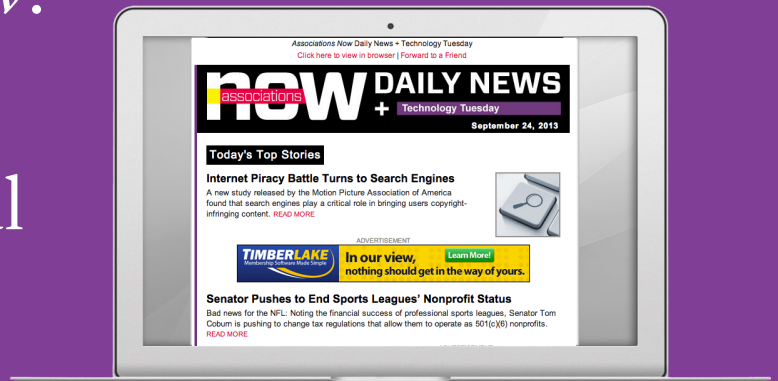 Associations Now Daily News + Technology Tuesday
Click here to view in browser | Forward to a Friend
associations
now
DAILY NEWS
+ Technology Tuesday
September 24, 2013
Today's Top Stories
Internet Piracy Battle Turns to Search Engines
A new study released by the Motion Picture Association of America
found that search engines play a critical role in bringing users copyright-
infringing content. READ MORE
ADVERTISEMENT
TIMBERLAKE
Membership Software Made Simple
In our view,
Learn More!
nothing should get in the way of yours.
Senator Pushes to End Sports Leagues' Nonprofit Status
Bad news for the NFL: Noting the financial success of professional sports leagues, Senator Tom
Coburn is pushing to change tax regulations that allow them to operate as 501(c)(6) nonprofits.
READ MORE